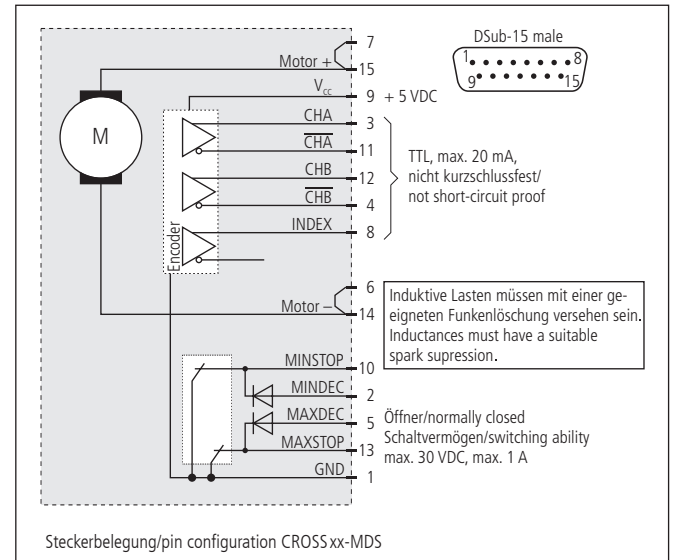 DSub-15 male
1 8
9 15
7
Motor +
15
Vcc
9 + 5 VDC
CHA
3
CHA
11
CHB
12
CHB
4
INDEX
8
TTL, max. 20 mA,
nicht kurzschlussfest/
not short-circuit proof
M
Encoder
6
Motor –
14
Induktive Lasten müssen mit einer ge-
eigneten Funkenlöschung versehen sein.
Inductances must have a suitable
spark supression.
MINSTOP
10
MINDEC
2
MAXDEC
5
MAXSTOP
13
GND
1
Öffner/normally closed
Schaltvermögen/switching ability
max. 30 VDC, max. 1 A
Steckerbelegung/pin configuration CROSS xx-MDS